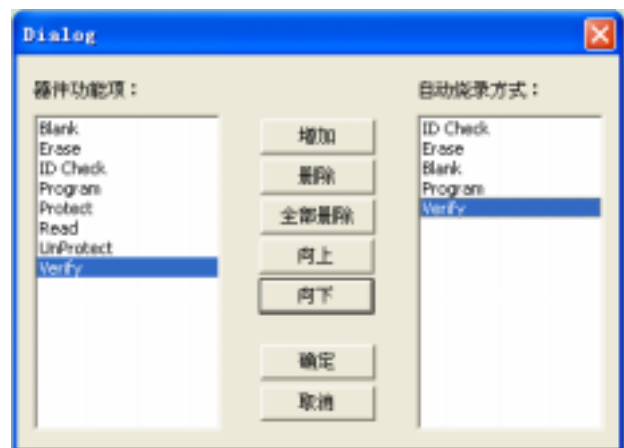 Dialog
器件功能项：
Blank
Erase
ID Check
Program
Protect
Read
UnProtect
Verify
增加
删除
全部删除
向上
向下
确定
取消
自动烧录方式：
ID Check
Erase
Blank
Program
Verify